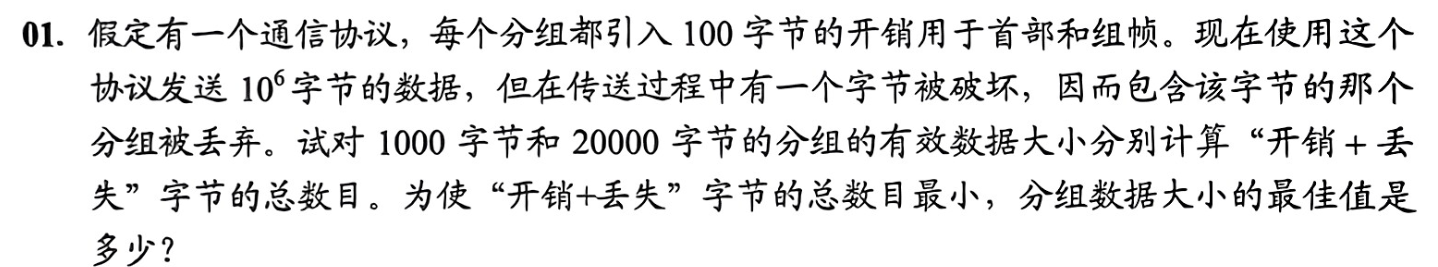 01. 假定有一个通信协议，每个分组都引入 100 字节的开销用于首部和组帧。现在使用这个
协议发送 10⁶字节的数据，但在传送过程中有一个字节被破坏，因而包含该字节的那个
分组被丢弃。试对 1000 字节和 20000 字节的分组的有效数据大小分别计算“开销 + 丢
失”字节的总数目。为使“开销+丢失”字节的总数目最小，分组数据大小的最佳值是
多少？